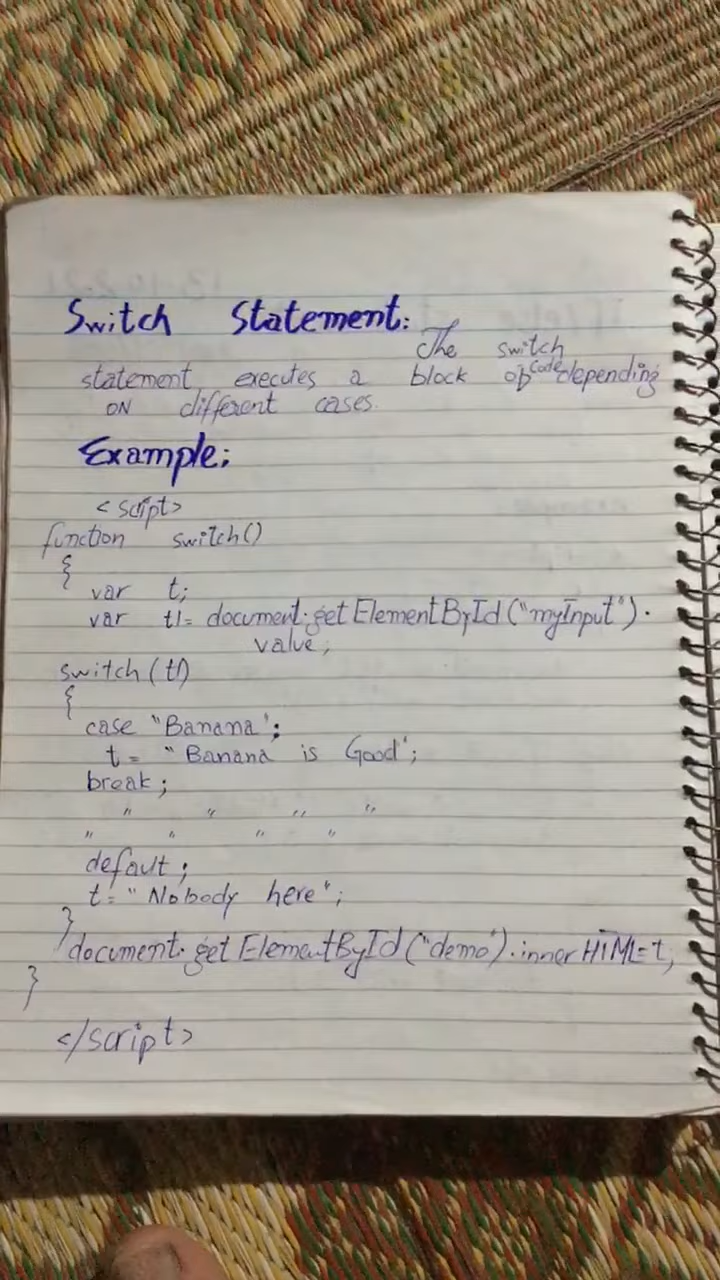 Switch Statement:
The switch
statement executes a block of code depending
ON different cases.
Example:
<script>
function switch()
{
var t;
var t1= document.getElementById("myInput").
value;
switch(t1)
{
case "Banana";
t= "Banana is Good";
break;
" " " "
" " " "
default;
t= "Nobody here";
}
document.getElementById("demo").innerHTML=t;
}
</script>